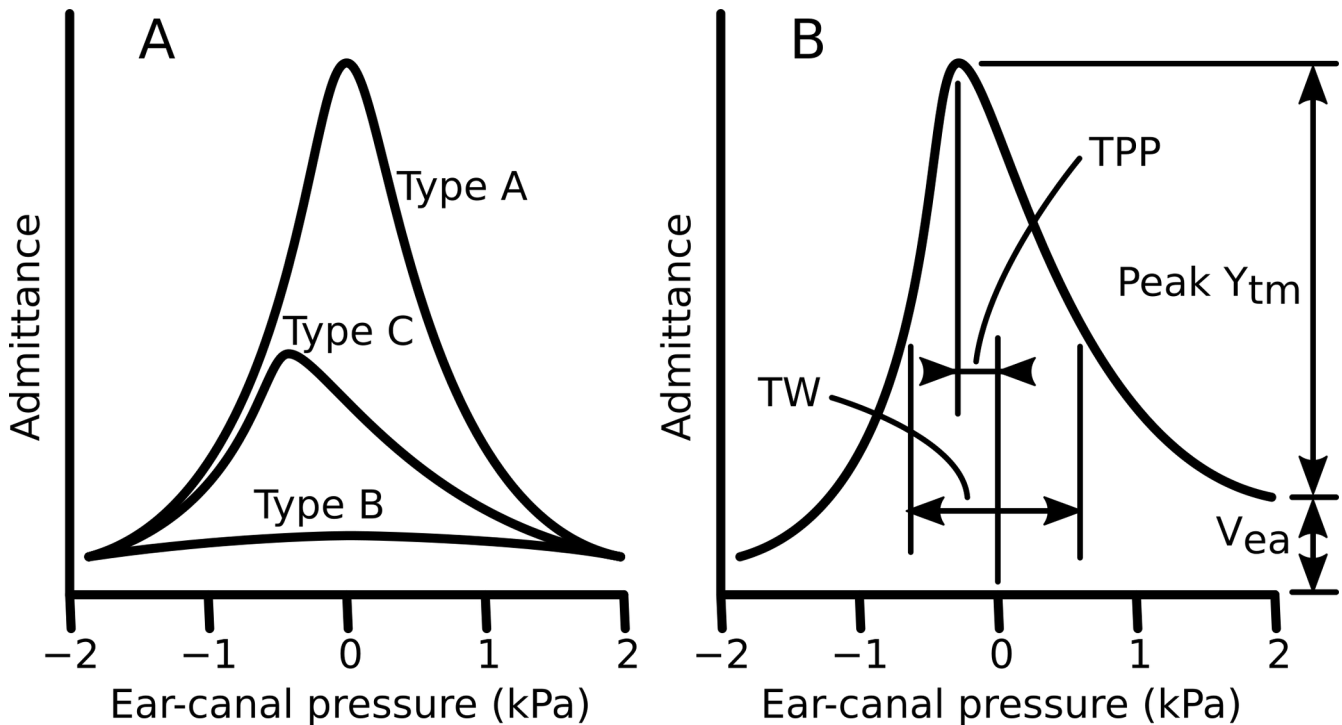 A
Admittance
Type A
Type C
Type B
−2 −1 0 1 2
Ear-canal pressure (kPa)
B
Admittance
TPP
Peak Ytm
TW
Vea
−2 −1 0 1 2
Ear-canal pressure (kPa)